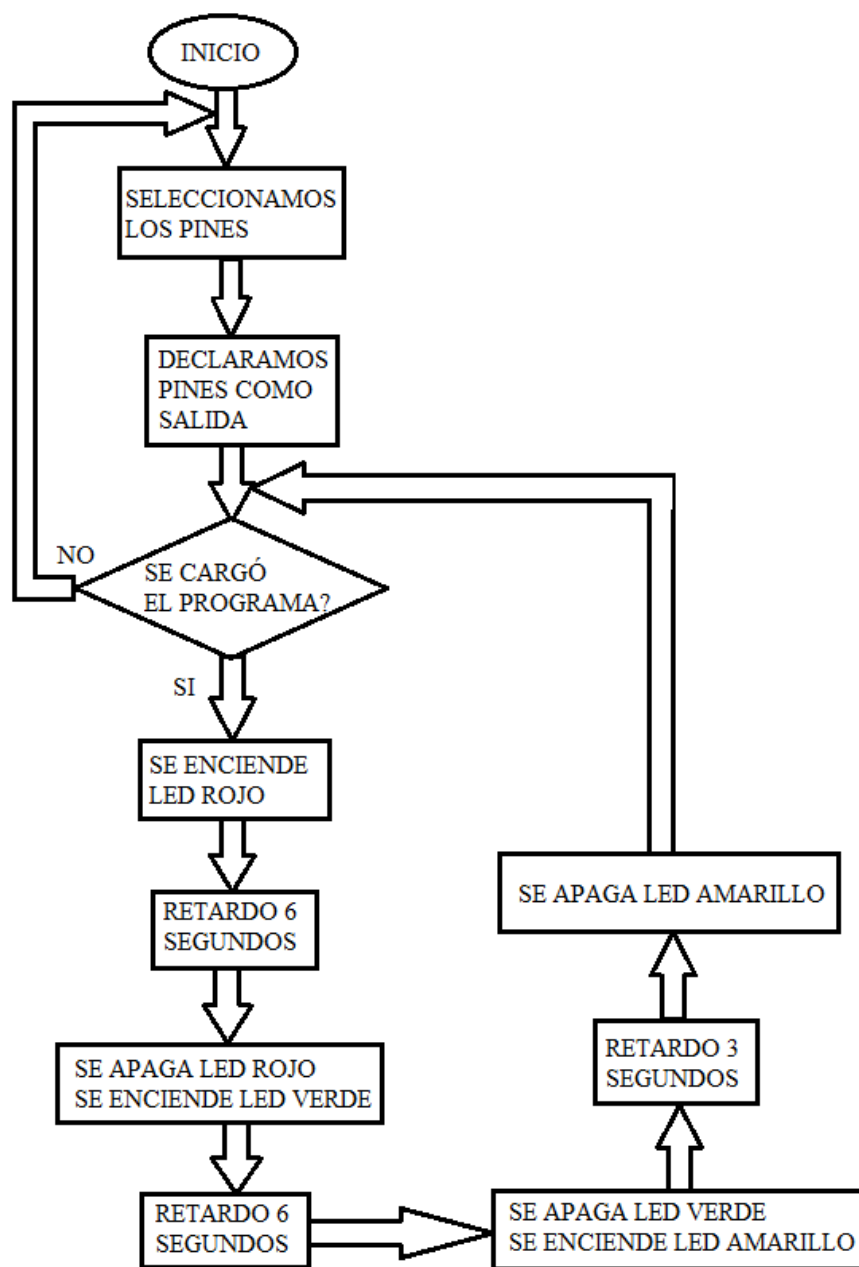 INICIO
SELECCIONAMOS
LOS PINES
DECLARAMOS
PINES COMO
SALIDA
NO
SE CARGÓ
EL PROGRAMA?
SI
SE ENCIENDE
LED ROJO
RETARDO 6
SEGUNDOS
SE APAGA LED ROJO
SE ENCIENDE LED VERDE
RETARDO 6
SEGUNDOS
SE APAGA LED VERDE
SE ENCIENDE LED AMARILLO
RETARDO 3
SEGUNDOS
SE APAGA LED AMARILLO